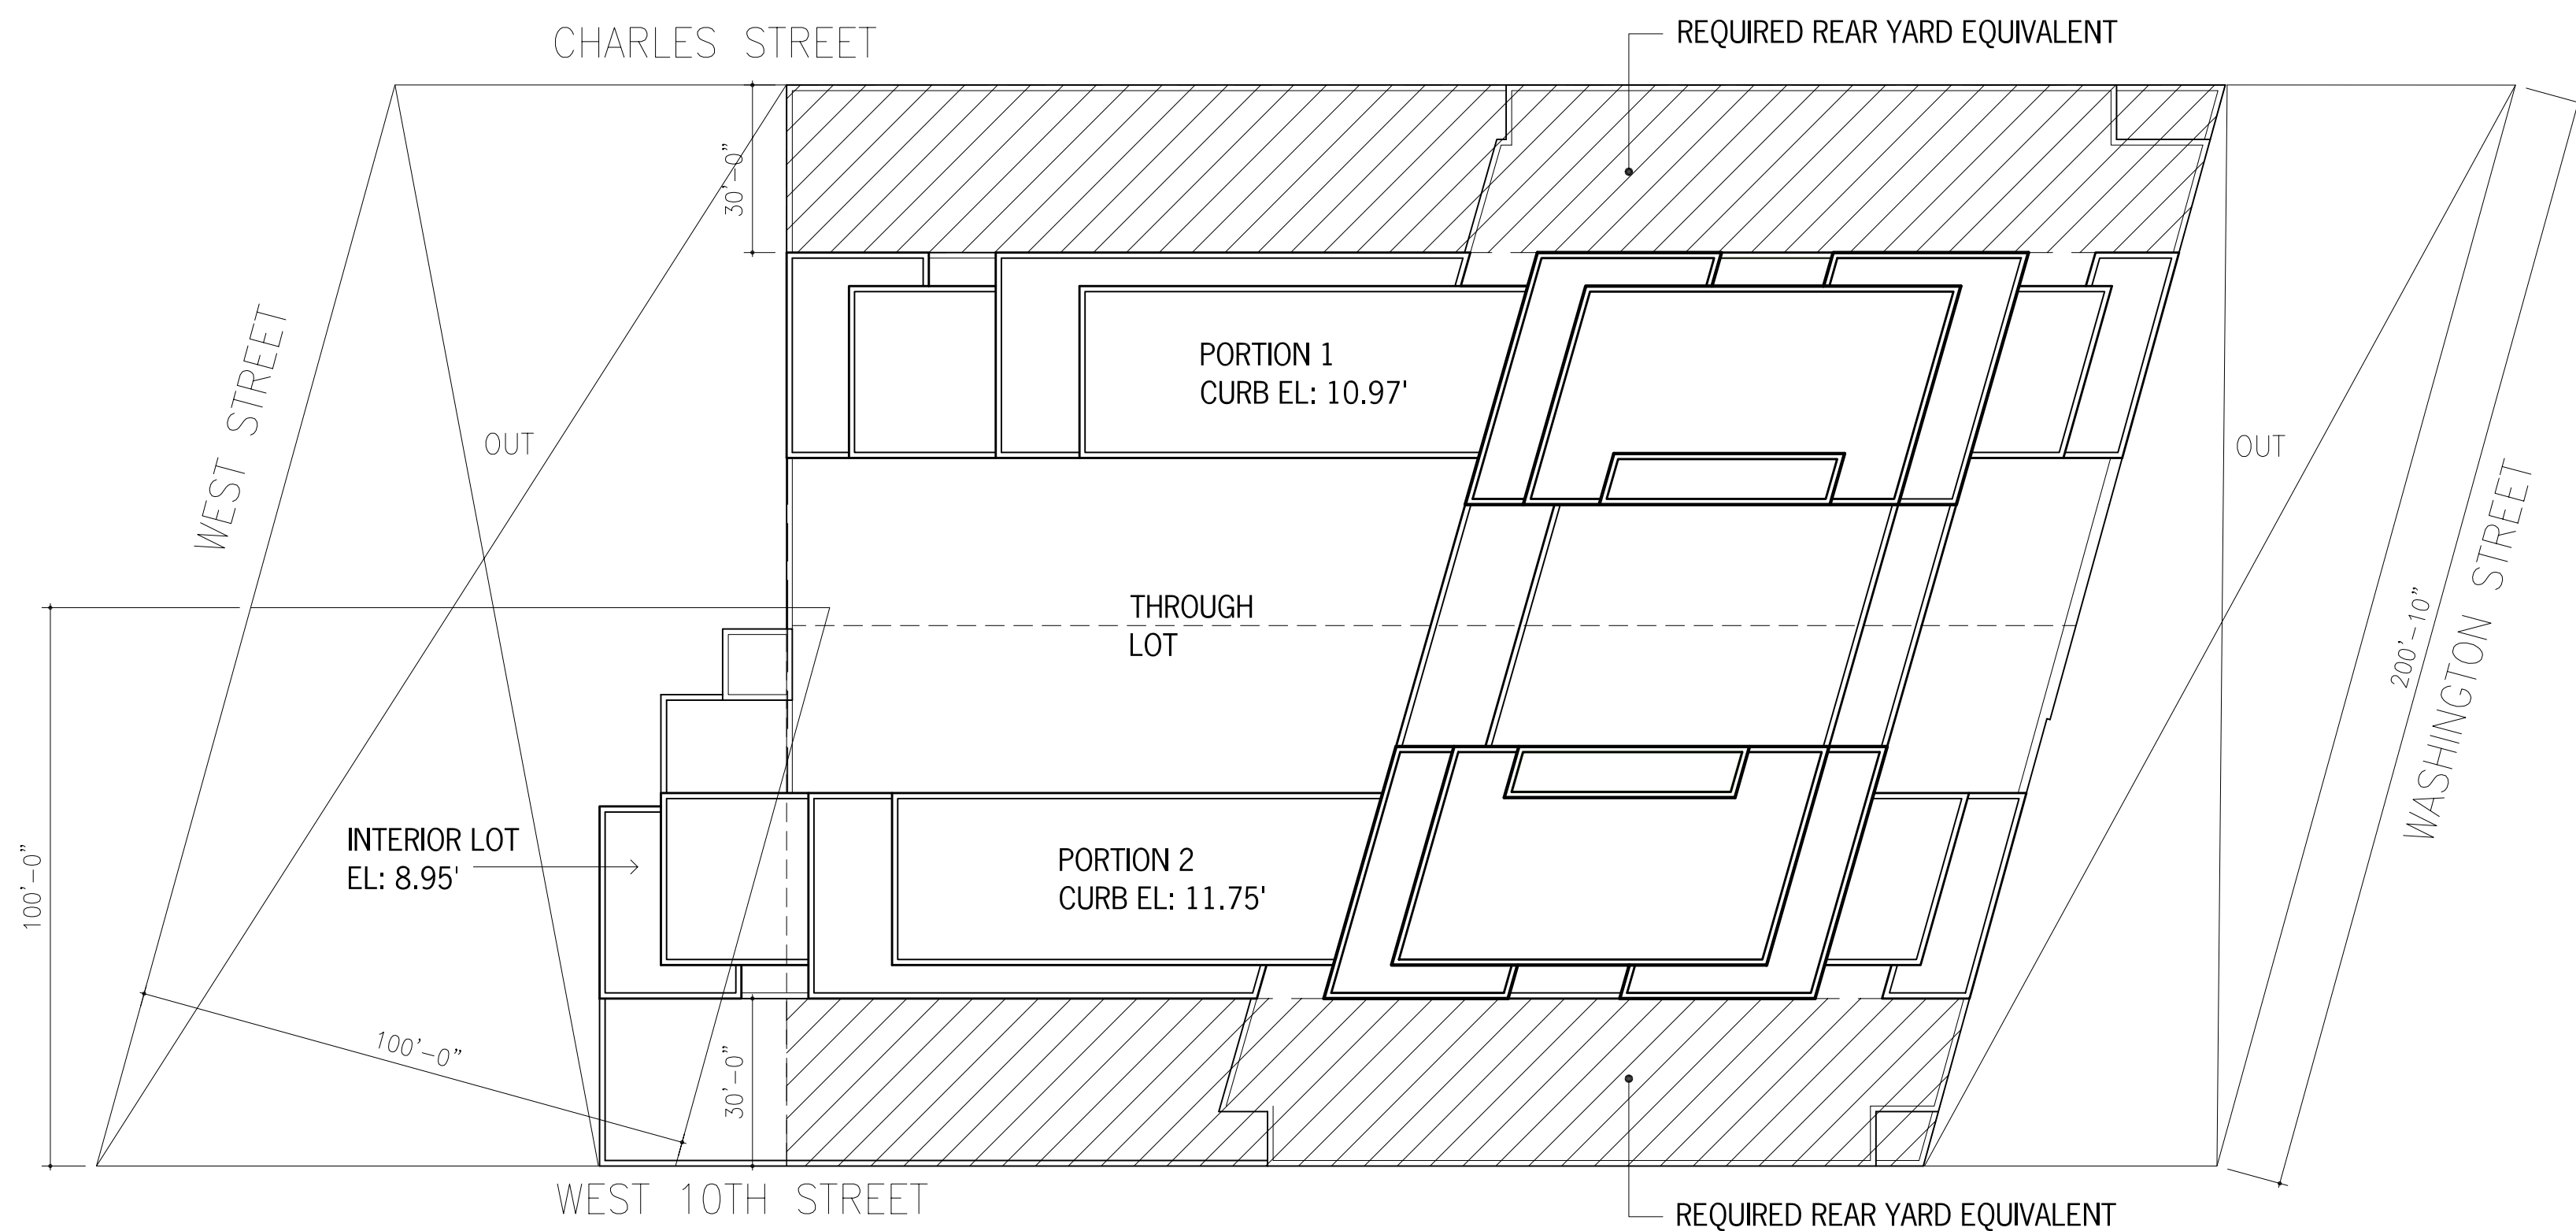 CHARLES STREET
REQUIRED REAR YARD EQUIVALENT
30'-0"
WEST STREET
OUT
PORTION 1
CURB EL: 10.97'
OUT
THROUGH
LOT
200'-10"
WASHINGTON STREET
INTERIOR LOT
EL: 8.95'
PORTION 2
CURB EL: 11.75'
100'-0"
100'-0"
30'-0"
WEST 10TH STREET
REQUIRED REAR YARD EQUIVALENT